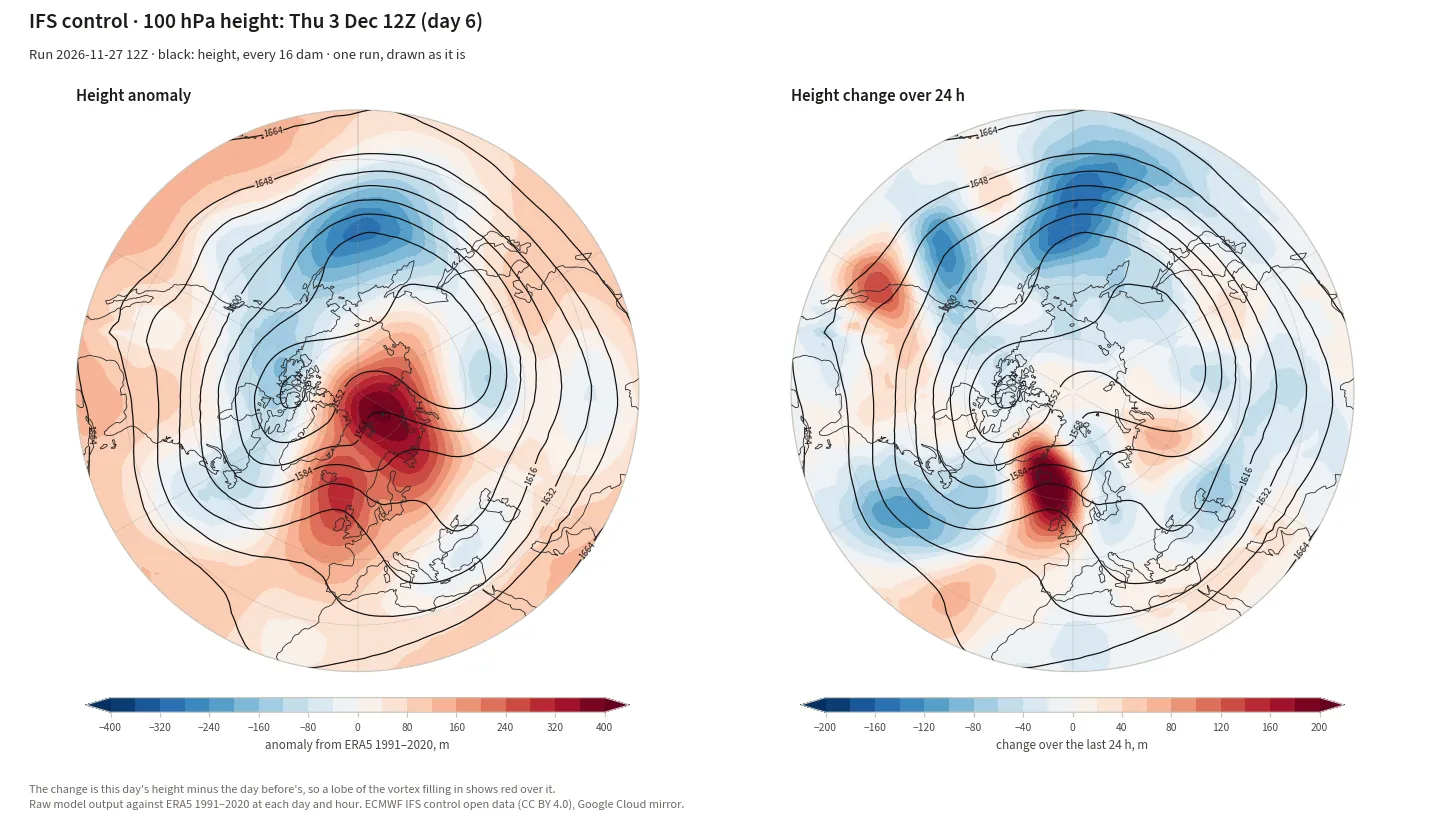 IFS control · 100 hPa height: Thu 3 Dec 12Z (day 6)
Run 2026-11-27 12Z · black: height, every 16 dam · one run, drawn as it is
Height anomaly
Height change over 24 h
1664
1648
1600
1552
1568
1584
1616
1632
1664
1664
1664
1648
1600
1552
1568
1584
1616
1632
1664
1664
−400 −320 −240 −160 −80 0 80 160 240 320 400
anomaly from ERA5 1991–2020, m
−200 −160 −120 −80 −40 0 40 80 120 160 200
change over the last 24 h, m
The change is this day's height minus the day before's, so a lobe of the vortex filling in shows red over it.
Raw model output against ERA5 1991–2020 at each day and hour. ECMWF IFS control open data (CC BY 4.0), Google Cloud mirror.